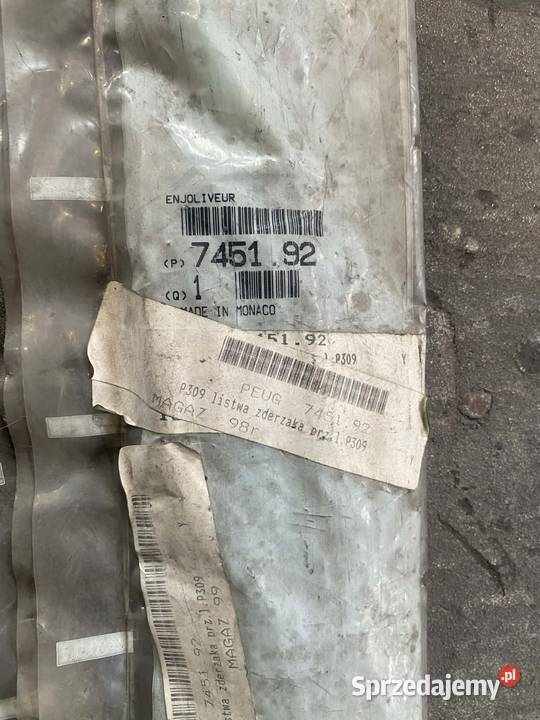 ENJOLIVEUR
(P) 7451.92
(Q) 1
MADE IN MONACO
51.92
l.P309 Y
PEUG 7451 92
P309 listwa zderzaka prz.l.P309
MAGAZ 98r Y
Y
7451 92
listwa zderzaka prz.l.P309
MAGAZ 99
Sprzedajemy.pl